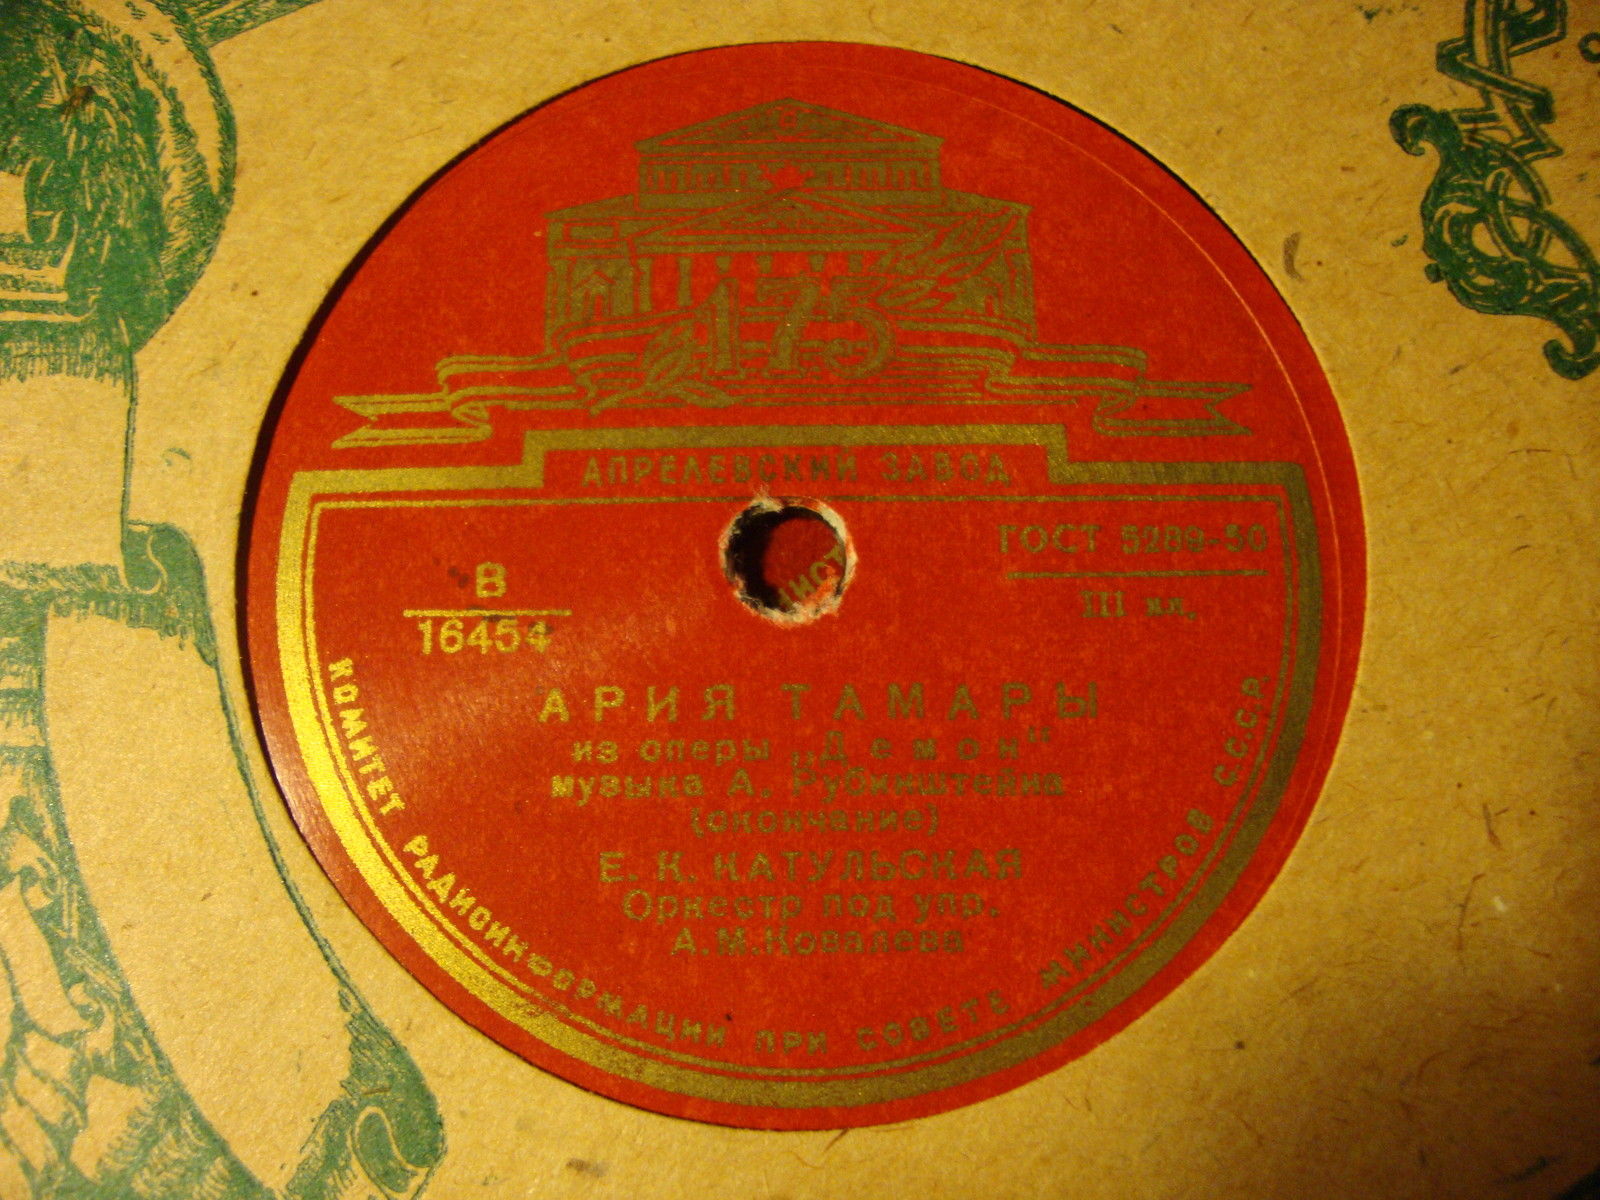 175
АПРЕЛЕВСКИЙ ЗАВОД
ГОСТ 5289-50
III кл.
В
16454
АРИЯ ТАМАРЫ
из оперы „Демон“
музыка А. Рубинштейна
(окончание)
Е. К. КАТУЛЬСКАЯ
Оркестр под упр.
А.М.Ковалева
КОМИТЕТ РАДИОИНФОРМАЦИИ ПРИ СОВЕТЕ МИНИСТРОВ С.С.С.Р.